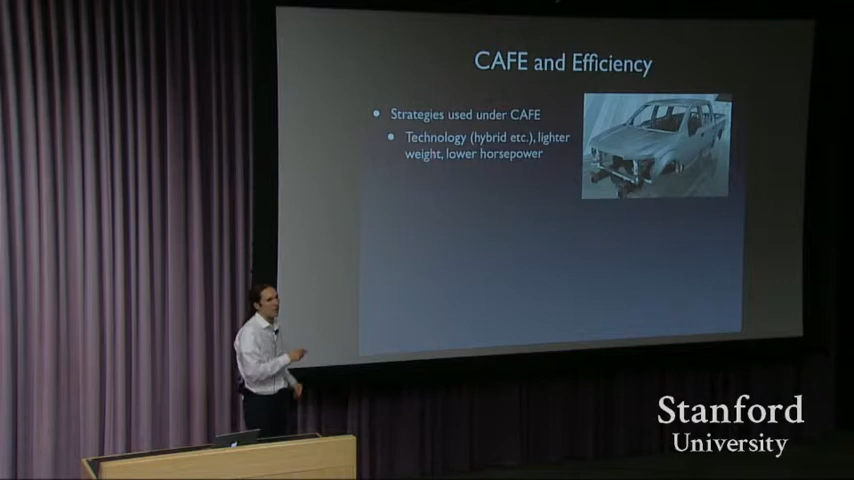 CAFE and Efficiency
Strategies used under CAFE
Technology (hybrid etc.), lighter
weight, lower horsepower
Stanford
University